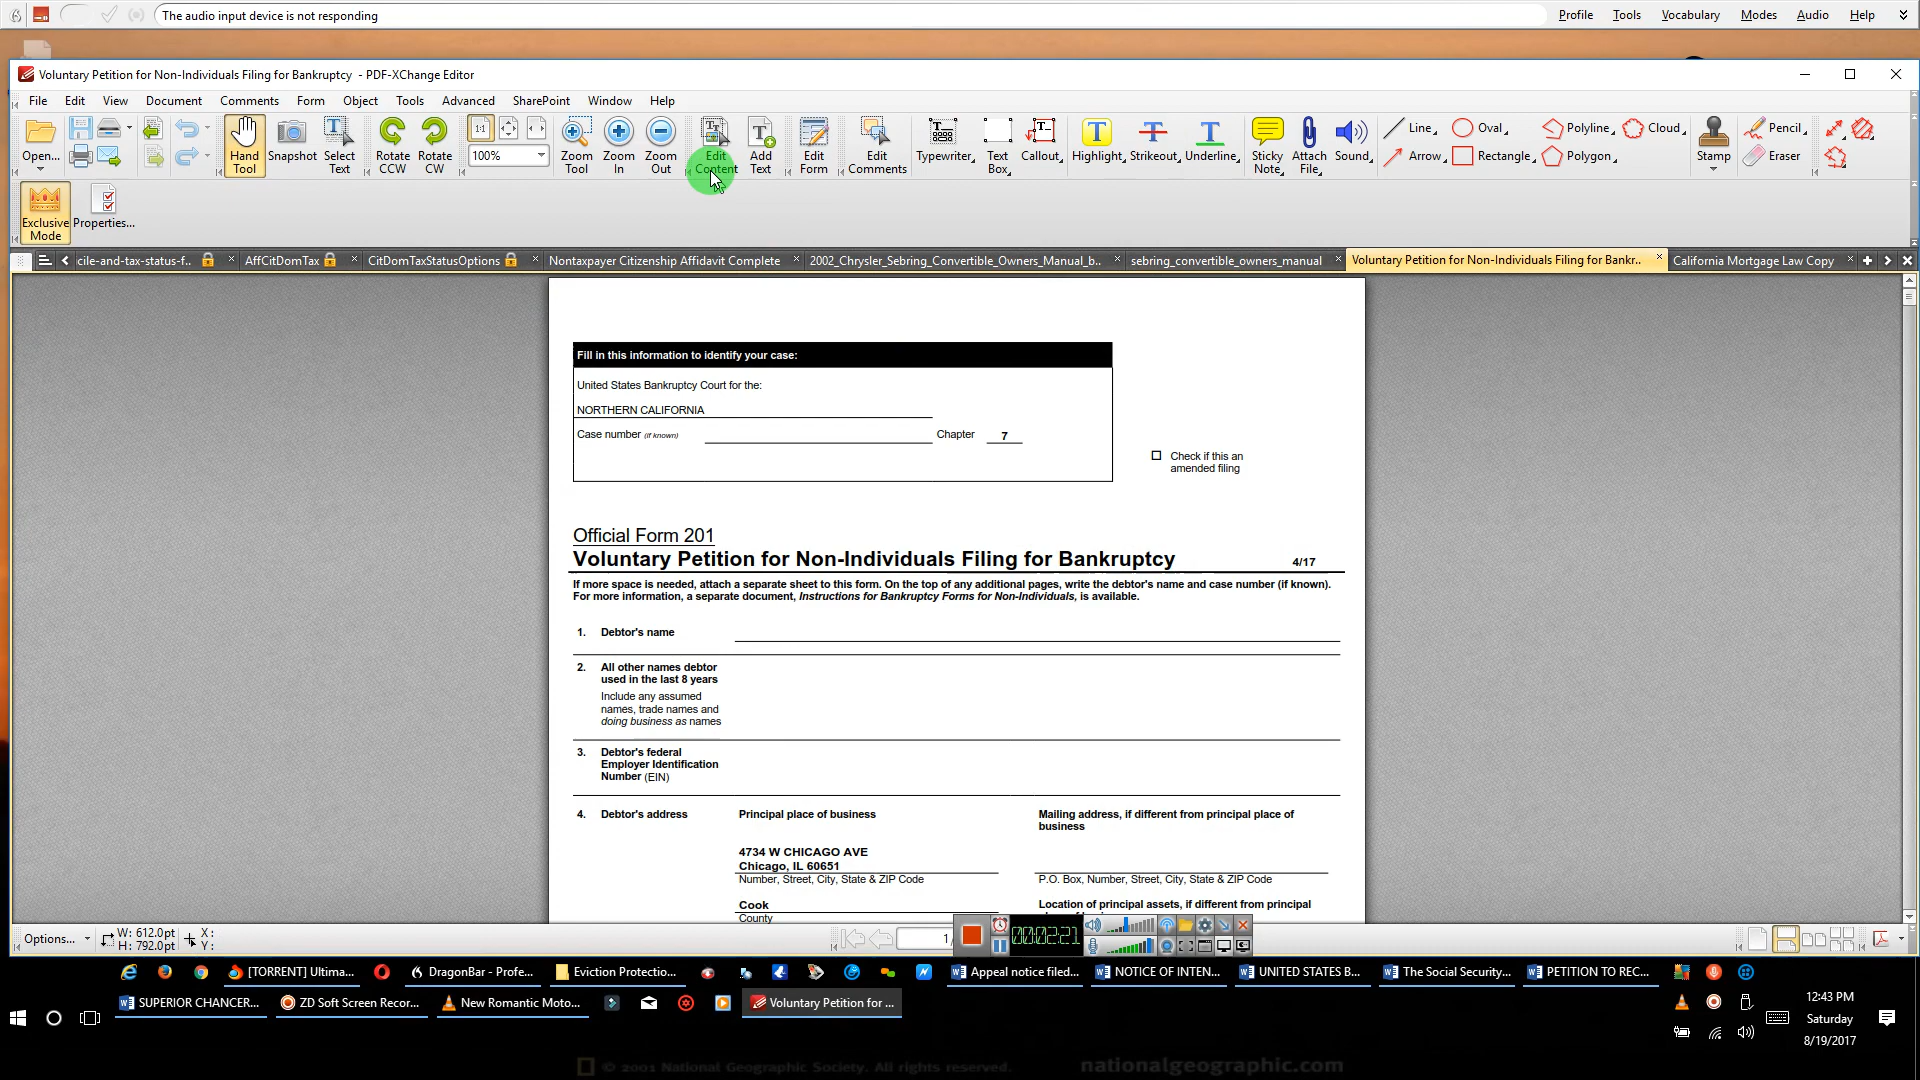 The audio input device is not responding
Profile Tools Vocabulary Modes Audio Help
Voluntary Petition for Non-Individuals Filing for Bankruptcy - PDF-XChange Editor
File Edit View Document Comments Form Object Tools Advanced SharePoint Window Help
Open... Hand Tool Snapshot Select Text Rotate CCW Rotate CW 1:1 100% Zoom Tool Zoom In Zoom Out Edit Content Add Text Edit Form Edit Comments Typewriter Text Box Callout Highlight Strikeout Underline Sticky Note Attach File Sound Line Arrow Oval Rectangle Polyline Polygon Cloud Stamp Pencil Eraser
Exclusive Mode Properties...
cile-and-tax-status-f.. AffCitDomTax CitDomTaxStatusOptions Nontaxpayer Citizenship Affidavit Complete 2002_Chrysler_Sebring_Convertible_Owners_Manual_b.. sebring_convertible_owners_manual Voluntary Petition for Non-Individuals Filing for Bankr.. California Mortgage Law Copy
Fill in this information to identify your case:
United States Bankruptcy Court for the:
NORTHERN CALIFORNIA
Case number (if known) Chapter 7
Check if this an
amended filing
Official Form 201
Voluntary Petition for Non-Individuals Filing for Bankruptcy 4/17
If more space is needed, attach a separate sheet to this form. On the top of any additional pages, write the debtor's name and case number (if known).
For more information, a separate document, Instructions for Bankruptcy Forms for Non-Individuals, is available.
1. Debtor's name
2. All other names debtor
used in the last 8 years
Include any assumed
names, trade names and
doing business as names
3. Debtor's federal
Employer Identification
Number (EIN)
4. Debtor's address Principal place of business Mailing address, if different from principal place of
business
4734 W CHICAGO AVE
Chicago, IL 60651
Number, Street, City, State & ZIP Code P.O. Box, Number, Street, City, State & ZIP Code
Cook Location of principal assets, if different from principal
County
Options... W: 612.0pt X:
H: 792.0pt Y:
1 00:02:21
[TORRENT] Ultima... DragonBar - Profe... Eviction Protectio... Appeal notice filed... NOTICE OF INTEN... UNITED STATES B... The Social Security... PETITION TO REC...
SUPERIOR CHANCER... ZD Soft Screen Recor... New Romantic Moto... Voluntary Petition for ...
12:43 PM
Saturday
8/19/2017
© 2001 National Geographic Society. All rights reserved. nationalgeographic.com